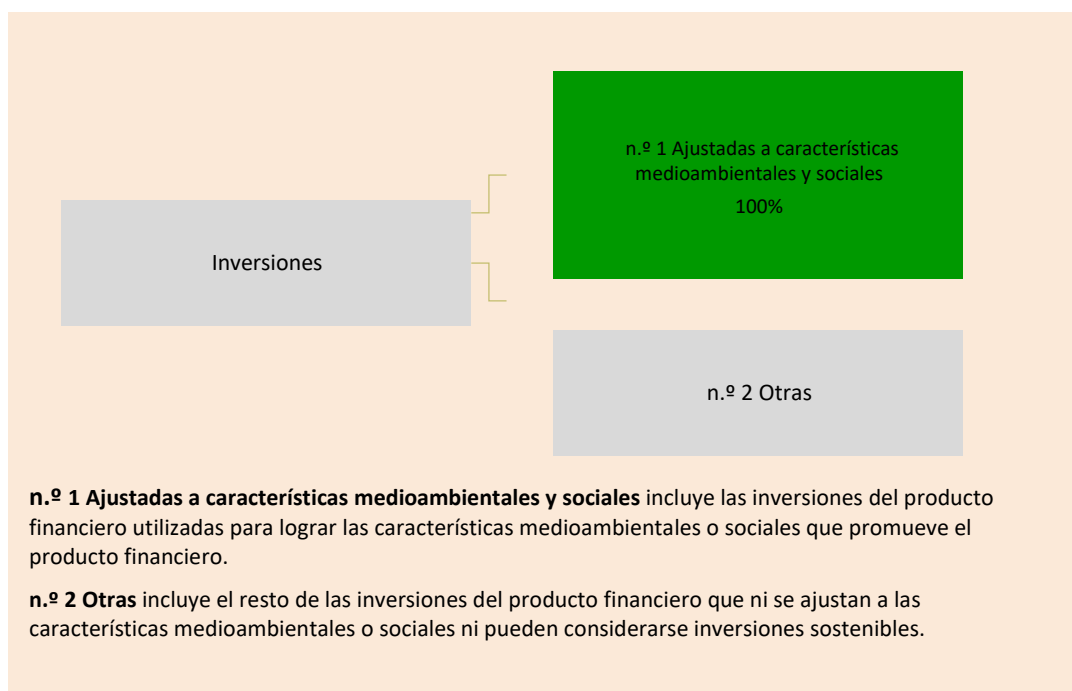 n.º 1 Ajustadas a características
medioambientales y sociales
100%
Inversiones
n.º 2 Otras
n.º 1 Ajustadas a características medioambientales y sociales incluye las inversiones del producto
financiero utilizadas para lograr las características medioambientales o sociales que promueve el
producto financiero.
n.º 2 Otras incluye el resto de las inversiones del producto financiero que ni se ajustan a las
características medioambientales o sociales ni pueden considerarse inversiones sostenibles.